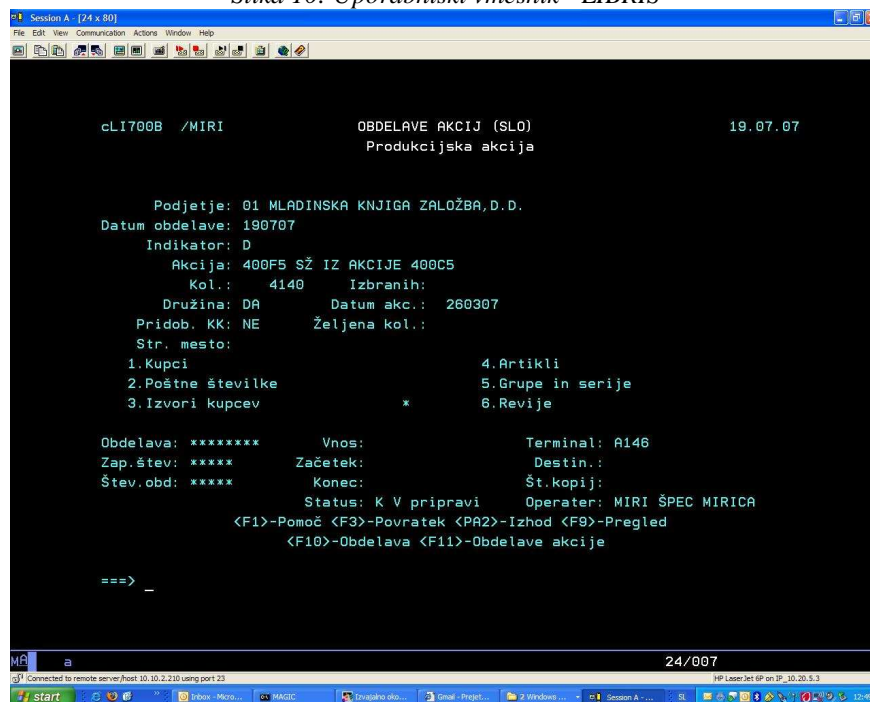 Slika 10: Uporabniški vmesnik - LIBRIS
Session A - [24 x 80]
File Edit View Communication Actions Window Help
cLI700B /MIRI OBDELAVE AKCIJ (SLO) 19.07.07
Produkcijska akcija
Podjetje: 01 MLADINSKA KNJIGA ZALOŽBA,D.D.
Datum obdelave: 190707
Indikator: D
Akcija: 400F5 SŽ IZ AKCIJE 400C5
Kol.: 4140 Izbranih:
Družina: DA Datum akc.: 260307
Pridob. KK: NE Željena kol.:
Str. mesto:
1.Kupci 4.Artikli
2.Poštne številke 5.Grupe in serije
3.Izvori kupcev * 6.Revije
Obdelava: ******** Vnos: Terminal: A146
Zap.štev: ***** Začetek: Destin.:
Štev.obd: ***** Konec: Št.kopij:
Status: K V pripravi Operater: MIRI ŠPEC MIRICA
<F1>-Pomoč <F3>-Povratek <PA2>-Izhod <F9>-Pregled
<F10>-Obdelava <F11>-Obdelave akcije
===> _
MA a 24/007
Connected to remote server/host 10.10.2.210 using port 23 HP LaserJet 6P on IP_10.20.5.3
start Inbox - Micro... MAGIC Izvajalno oko... Gmail - Prejet... 2 Windows ... Session A - ... SL